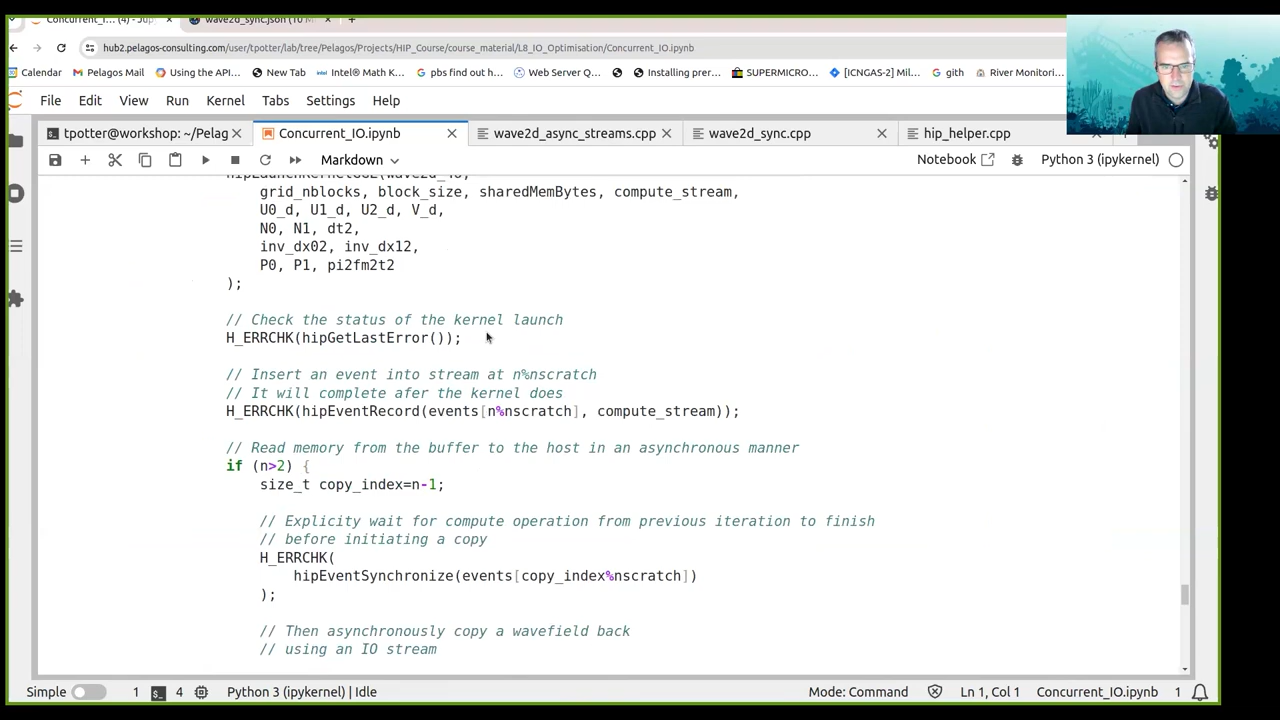 Concurrent_I... (4) - Jupy
wave2d_sync.json (10 M
hub2.pelagos-consulting.com/user/tpotter/lab/tree/Pelagos/Projects/HIP_Course/course_material/L8_IO_Optimisation/Concurrent_IO.ipynb
Calendar Pelagos Mail Using the API... New Tab Intel® Math K... pbs find out h... Web Server Q... Installing prer... SUPERMICRO... [ICNGAS-2] Mil... gith River Monitori...
File Edit View Run Kernel Tabs Settings Help
tpotter@workshop: ~/Pelag Concurrent_IO.ipynb wave2d_async_streams.cpp wave2d_sync.cpp hip_helper.cpp
Markdown Notebook Python 3 (ipykernel)
hipLaunchKernelGGL(wave2d_4o,
grid_nblocks, block_size, sharedMemBytes, compute_stream,
U0_d, U1_d, U2_d, V_d,
N0, N1, dt2,
inv_dx02, inv_dx12,
P0, P1, pi2fm2t2
);
// Check the status of the kernel launch
H_ERRCHK(hipGetLastError());
// Insert an event into stream at n%nscratch
// It will complete afer the kernel does
H_ERRCHK(hipEventRecord(events[n%nscratch], compute_stream));
// Read memory from the buffer to the host in an asynchronous manner
if (n>2) {
size_t copy_index=n-1;
// Explicity wait for compute operation from previous iteration to finish
// before initiating a copy
H_ERRCHK(
hipEventSynchronize(events[copy_index%nscratch])
);
// Then asynchronously copy a wavefield back
// using an IO stream
Simple 1 4 Python 3 (ipykernel) | Idle Mode: Command Ln 1, Col 1 Concurrent_IO.ipynb 1